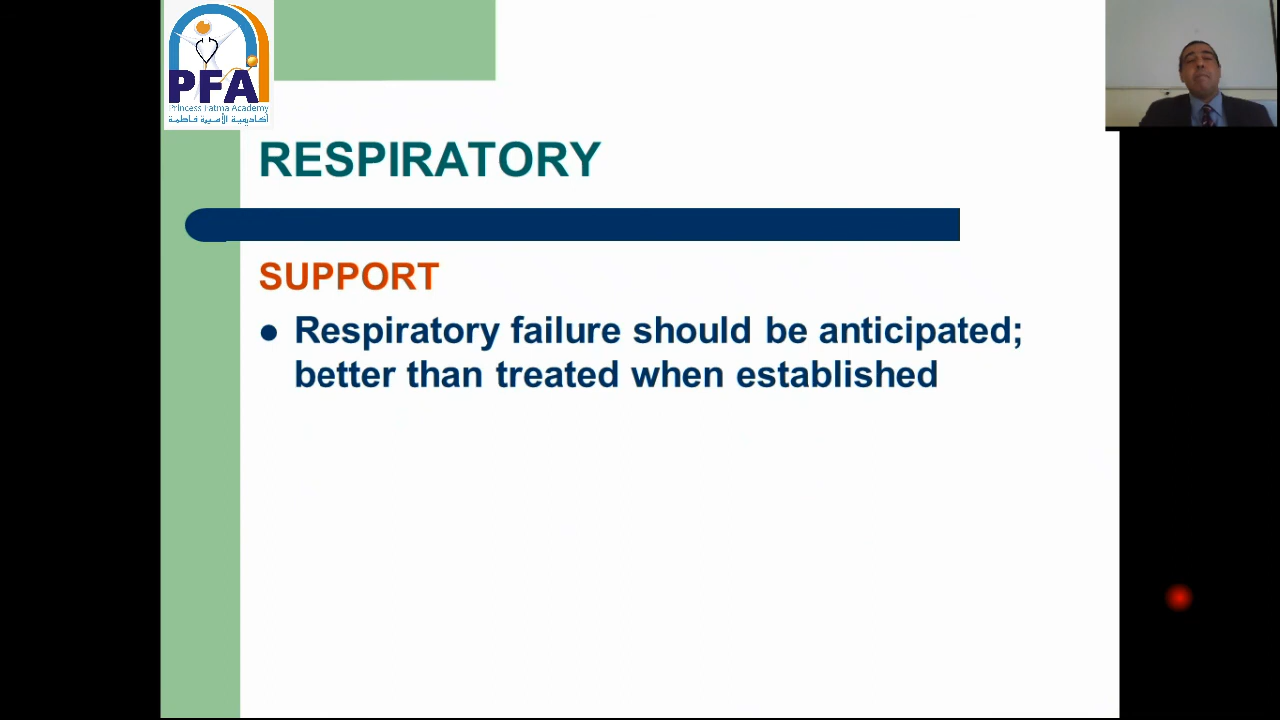 PFA
Princess Fatma Academy
أكاديمية الأميرة فاطمة
RESPIRATORY
SUPPORT
● Respiratory failure should be anticipated;
better than treated when established